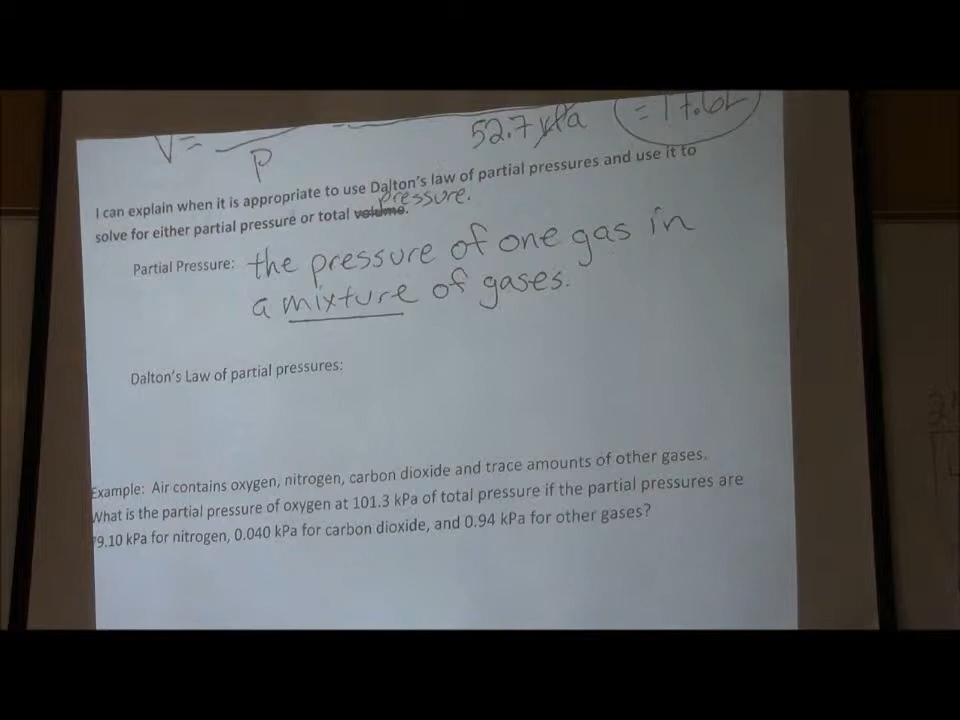 V = 
P
52.7 kPa
= 17.6L
I can explain when it is appropriate to use Dalton's law of partial pressures and use it to
pressure.
solve for either partial pressure or total volume.
Partial Pressure: the pressure of one gas in
a mixture of gases.
Dalton's Law of partial pressures:
Example: Air contains oxygen, nitrogen, carbon dioxide and trace amounts of other gases.
What is the partial pressure of oxygen at 101.3 kPa of total pressure if the partial pressures are
79.10 kPa for nitrogen, 0.040 kPa for carbon dioxide, and 0.94 kPa for other gases?